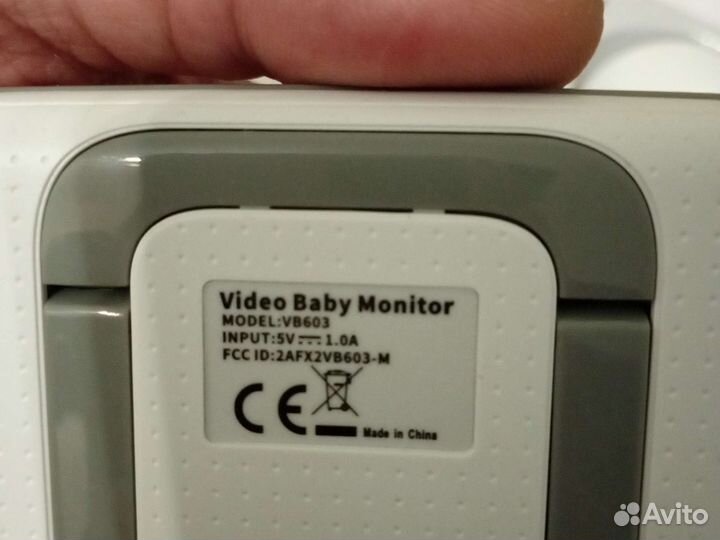 Video Baby Monitor
MODEL:VB603
INPUT:5V⎓1.0A
FCC ID:2AFX2VB603-M
CE
Made in China
Avito